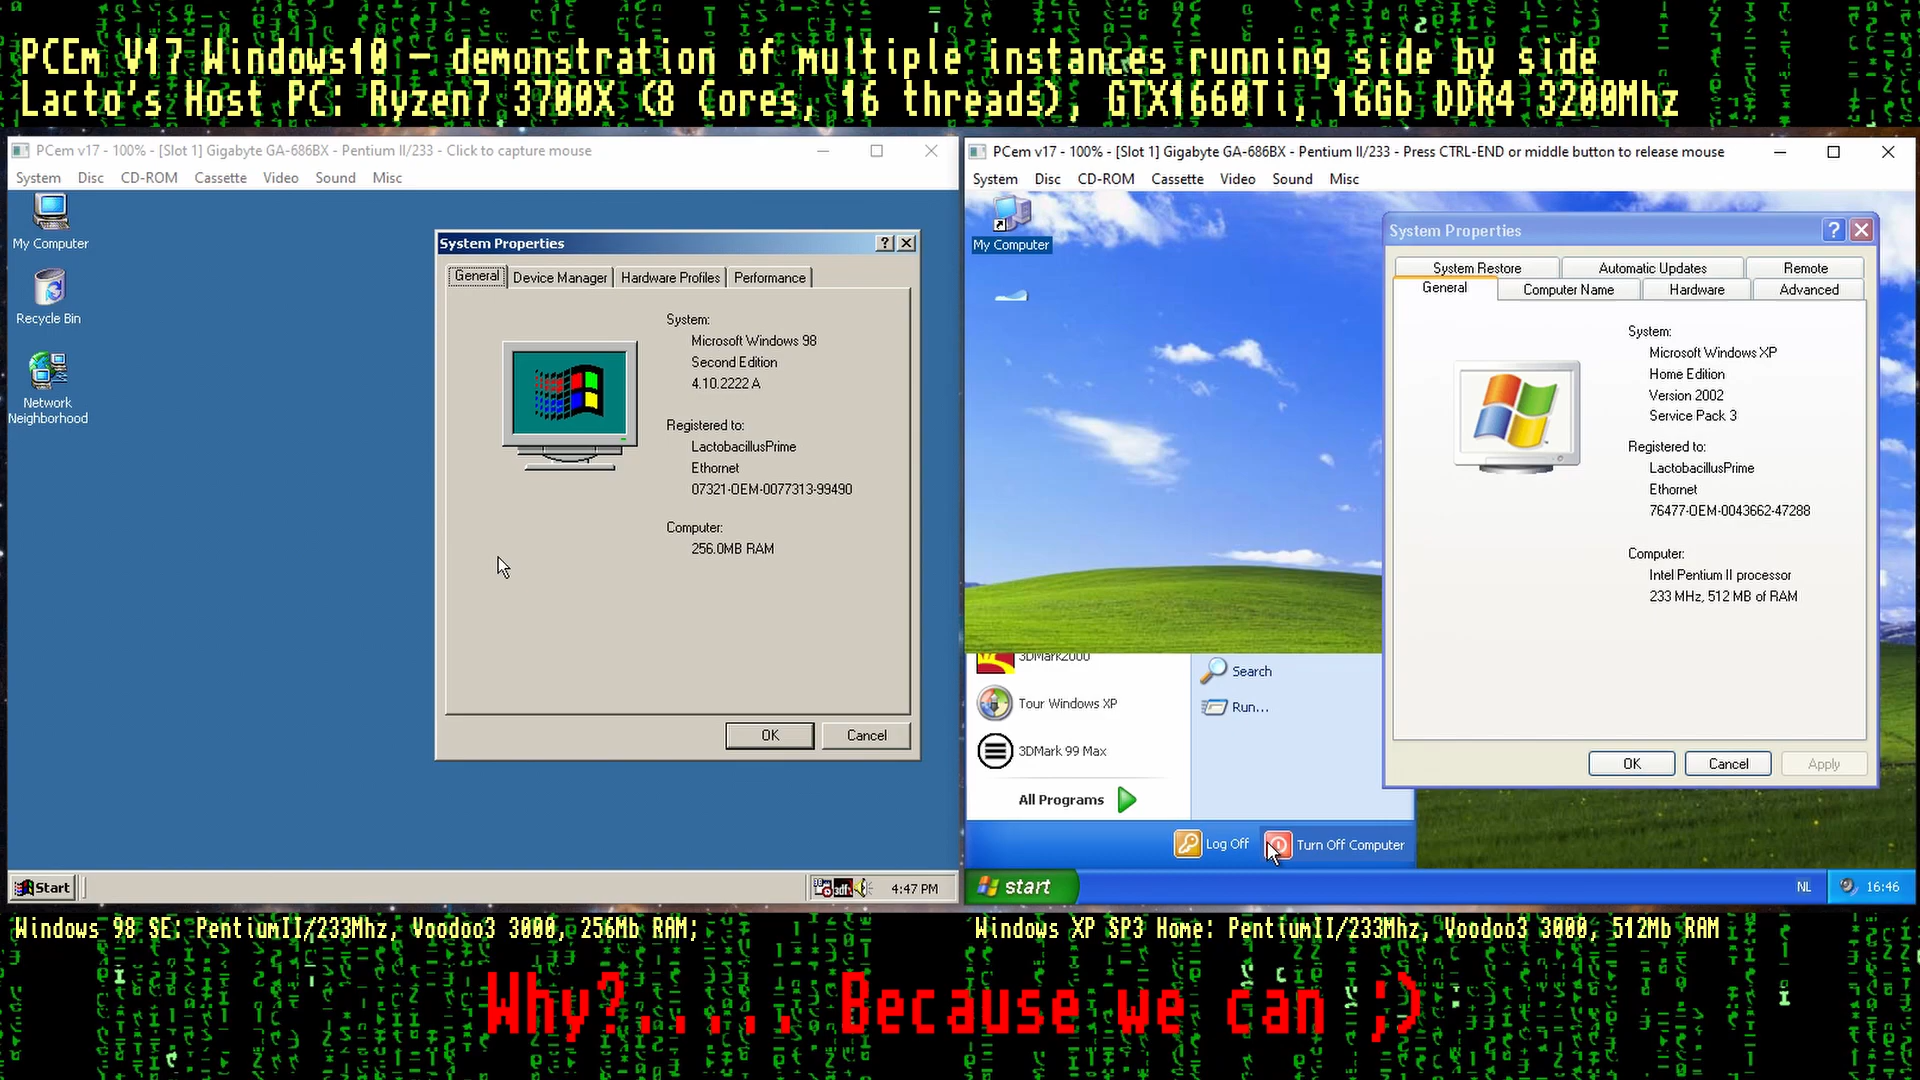 PCEm V17 Windows10 – demonstration of multiple instances running side by side
Lacto's Host PC: Ryzen7 3700X (8 Cores, 16 threads), GTX1660Ti, 16Gb DDR4 3200Mhz
PCem v17 - 100% - [Slot 1] Gigabyte GA-686BX - Pentium II/233 - Click to capture mouse
System Disc CD-ROM Cassette Video Sound Misc
My Computer
Recycle Bin
Network
Neighborhood
System Properties
General Device Manager Hardware Profiles Performance
System:
Microsoft Windows 98
Second Edition
4.10.2222 A
Registered to:
LactobacillusPrime
Ethernet
07321-OEM-0077313-99490
Computer:
256.0MB RAM
OK Cancel
Start
4:47 PM
PCem v17 - 100% - [Slot 1] Gigabyte GA-686BX - Pentium II/233 - Press CTRL-END or middle button to release mouse
System Disc CD-ROM Cassette Video Sound Misc
My Computer
System Properties
System Restore Automatic Updates Remote
General Computer Name Hardware Advanced
System:
Microsoft Windows XP
Home Edition
Version 2002
Service Pack 3
Registered to:
LactobacillusPrime
Ethernet
76477-OEM-0043662-47288
Computer:
Intel Pentium II processor
233 MHz, 512 MB of RAM
OK Cancel Apply
3DMark2000
Tour Windows XP
3DMark 99 Max
All Programs
Search
Run...
Log Off Turn Off Computer
start
NL 16:46
Windows 98 SE: PentiumII/233Mhz, Voodoo3 3000, 256Mb RAM;
Windows XP SP3 Home: PentiumII/233Mhz, Voodoo3 3000, 512Mb RAM
Why?..... Because we can ;)